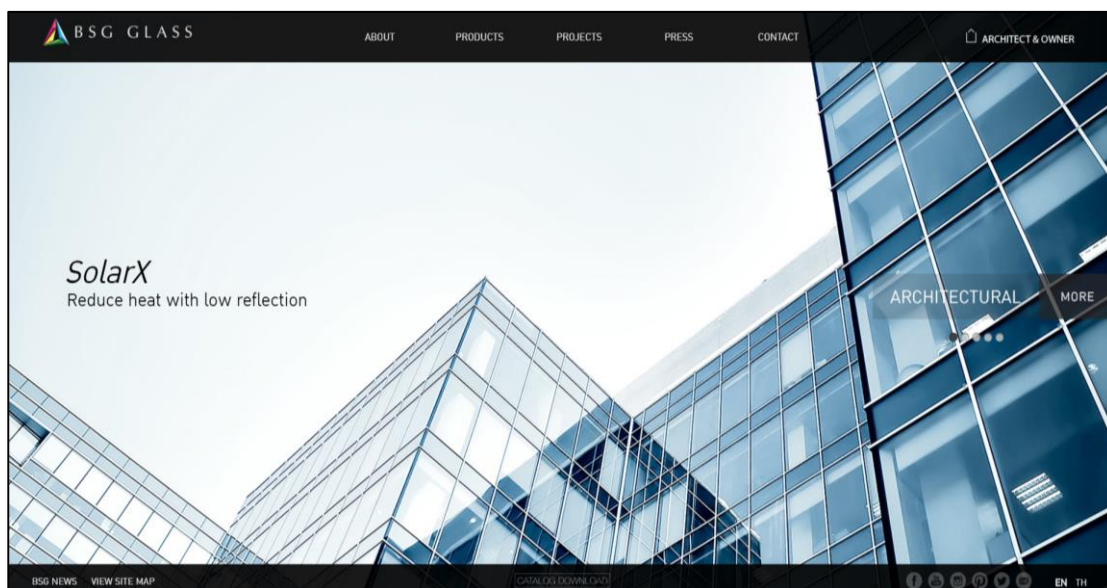 BSG GLASS
ABOUT PRODUCTS PROJECTS PRESS CONTACT
ARCHITECT & OWNER
SolarX
Reduce heat with low reflection
ARCHITECTURAL MORE
BSG NEWS VIEW SITE MAP
CATALOG DOWNLOAD
EN TH